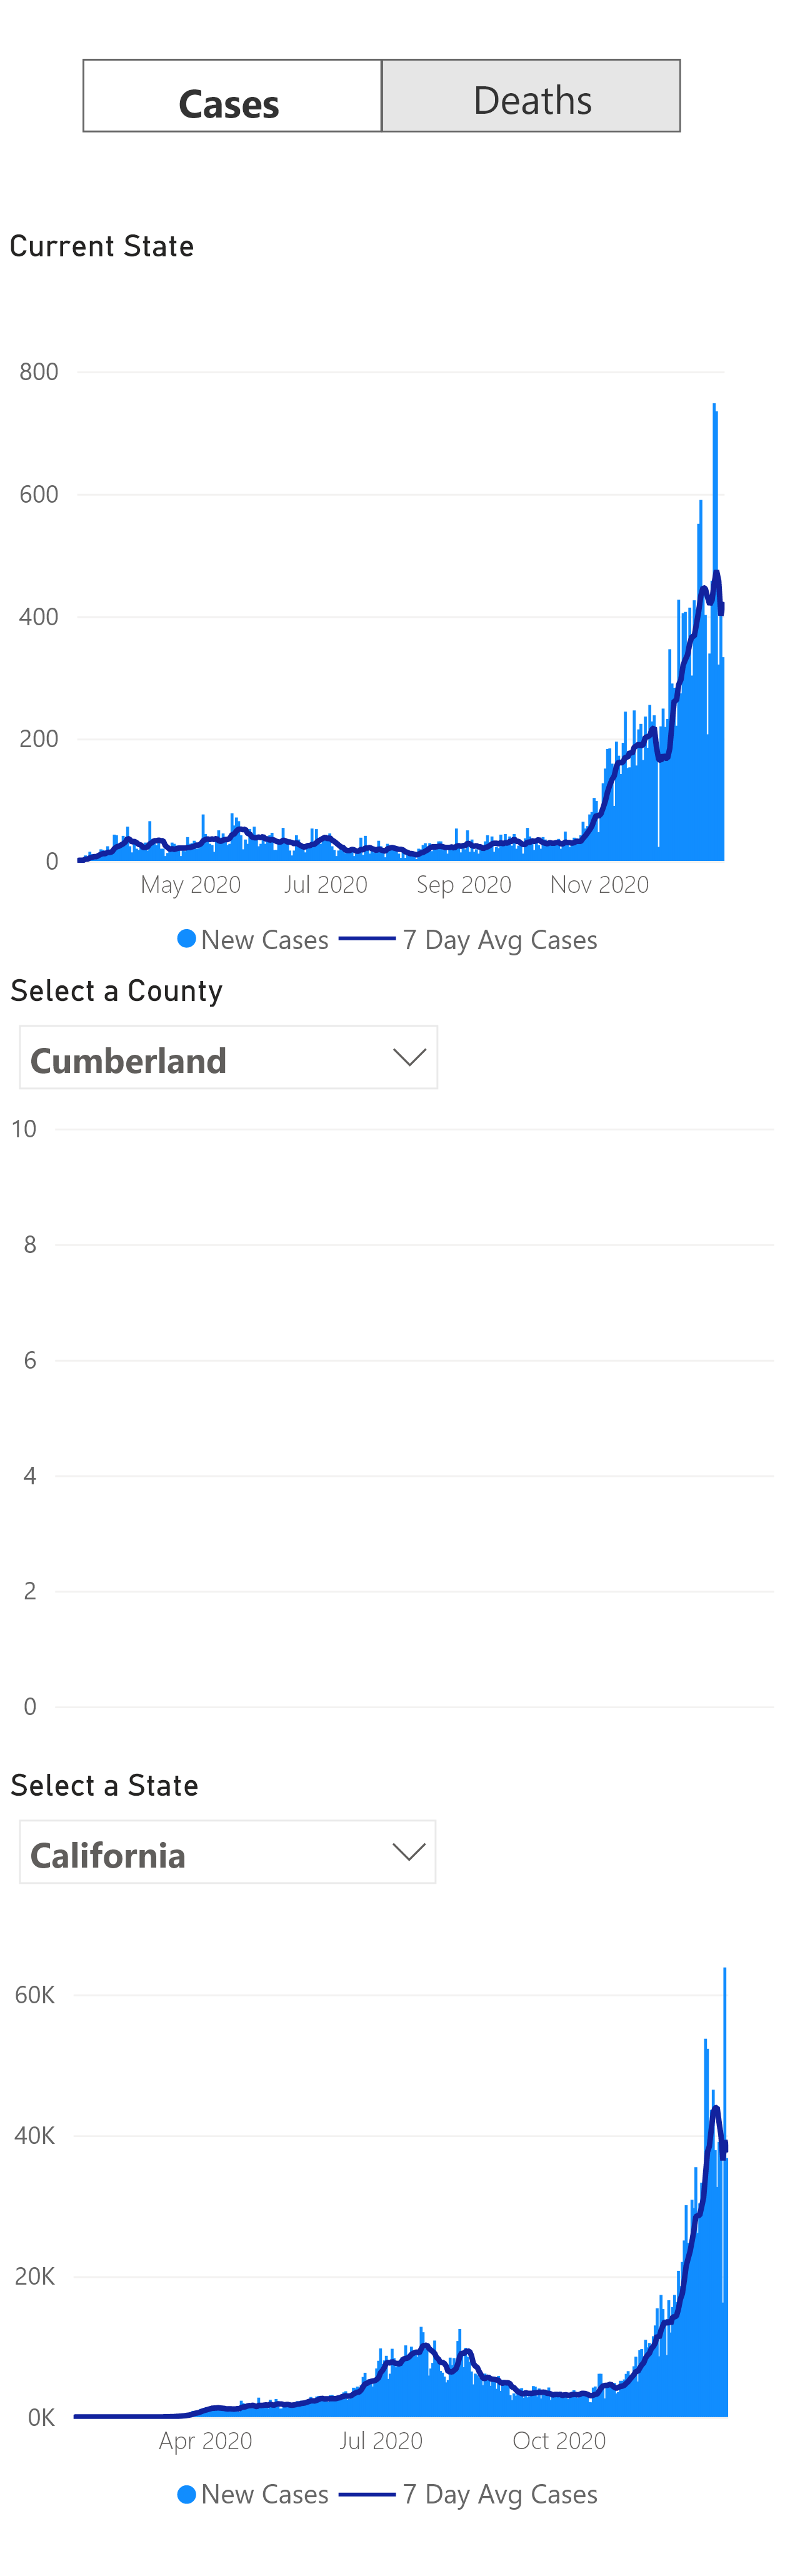 Cases Deaths
Current State
800
600
400
200
0
May 2020 Jul 2020 Sep 2020 Nov 2020
New Cases 7 Day Avg Cases
Select a County
Cumberland
10
8
6
4
2
0
Select a State
California
60K
40K
20K
0K
Apr 2020 Jul 2020 Oct 2020
New Cases 7 Day Avg Cases